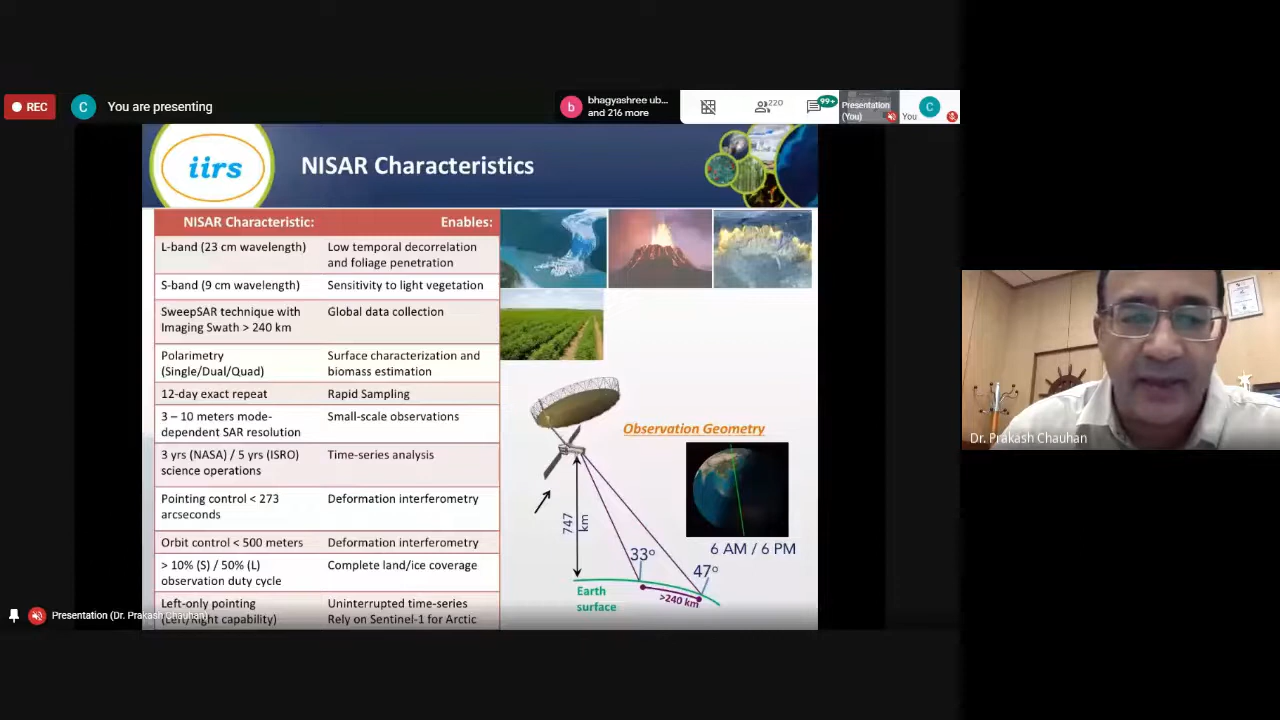 REC
C
You are presenting
b
bhagyashree ub...
and 216 more
220
99+
Presentation
(You)
C
You
iirs
NISAR Characteristics
NISAR Characteristic: Enables:
L-band (23 cm wavelength) Low temporal decorrelation
and foliage penetration
S-band (9 cm wavelength) Sensitivity to light vegetation
SweepSAR technique with Global data collection
Imaging Swath > 240 km
Polarimetry Surface characterization and
(Single/Dual/Quad) biomass estimation
12-day exact repeat Rapid Sampling
3 – 10 meters mode- Small-scale observations
dependent SAR resolution
3 yrs (NASA) / 5 yrs (ISRO) Time-series analysis
science operations
Pointing control < 273 Deformation interferometry
arcseconds
Orbit control < 500 meters Deformation interferometry
> 10% (S) / 50% (L) Complete land/ice coverage
observation duty cycle
Left-only pointing Uninterrupted time-series
(Left/Right capability) Rely on Sentinel-1 for Arctic
Observation Geometry
747
km
33°
47°
6 AM / 6 PM
>240 km
Earth
surface
Presentation (Dr. Prakash Chauhan)
Dr. Prakash Chauhan